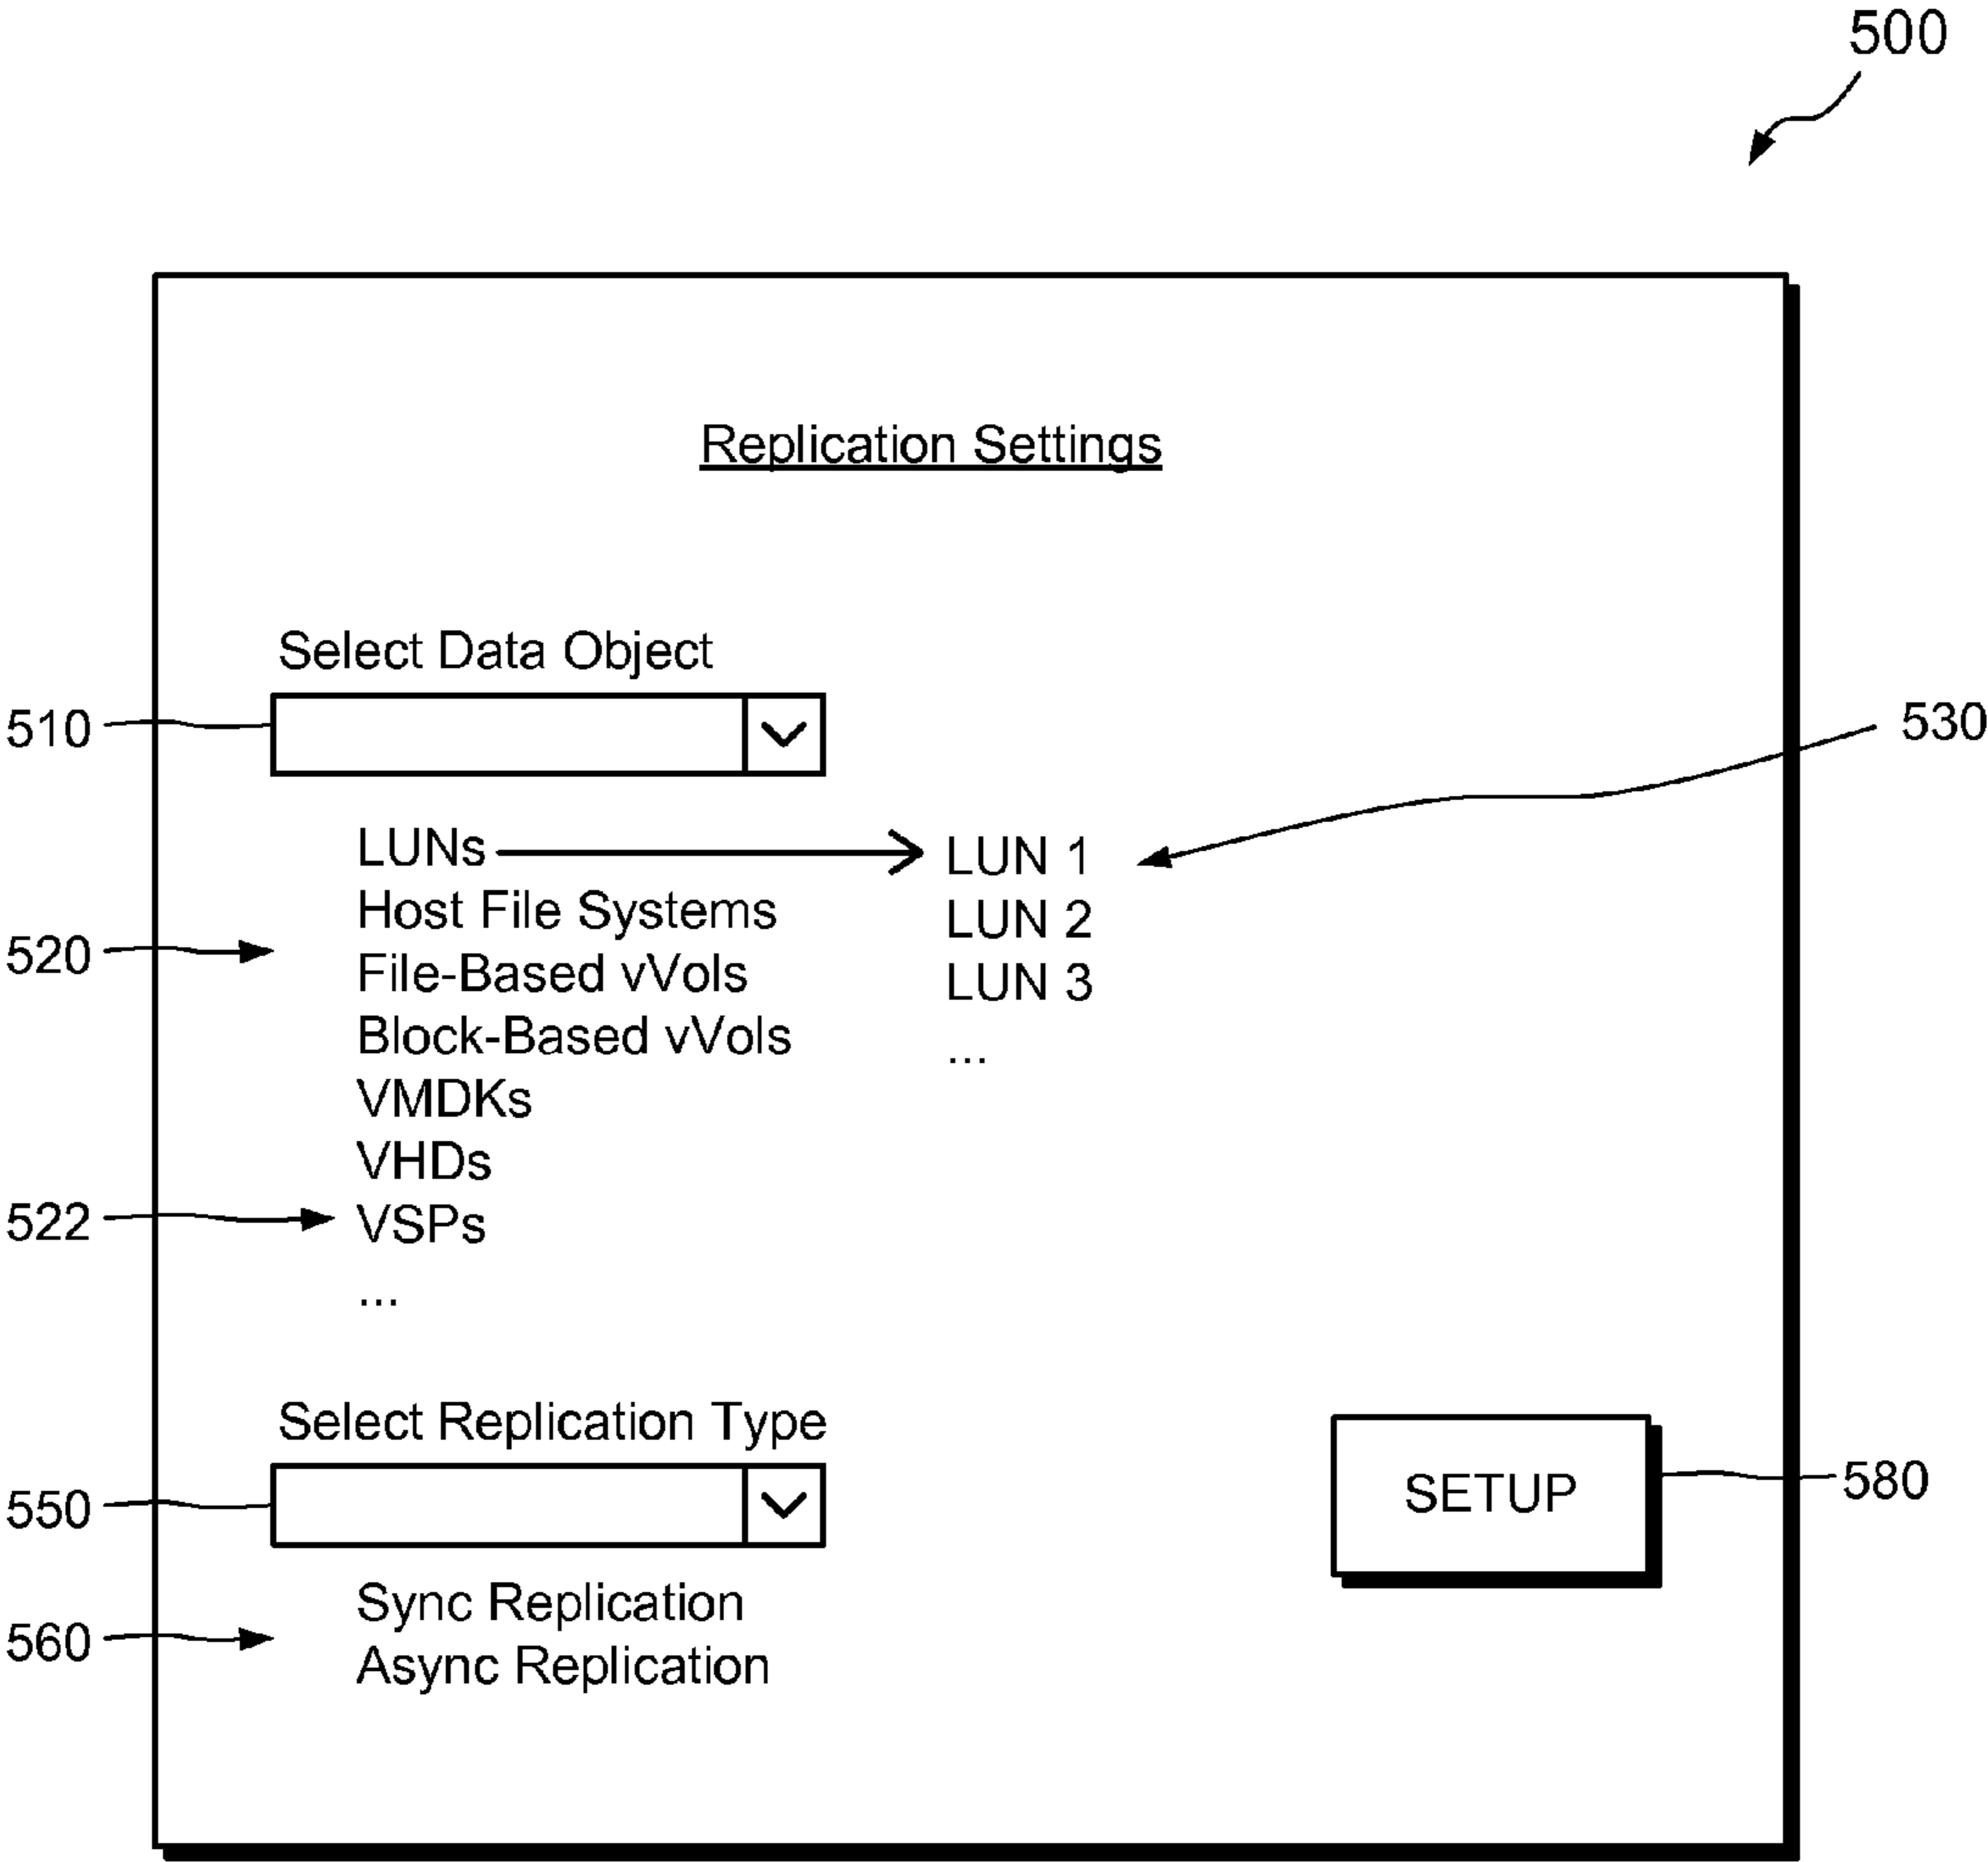 500
Replication Settings
Select Data Object
510
530
LUNs
LUN 1
Host File Systems
LUN 2
520
File-Based vVols
LUN 3
Block-Based vVols
...
VMDKs
VHDs
522
VSPs
...
Select Replication Type
550
SETUP
580
Sync Replication
560
Async Replication